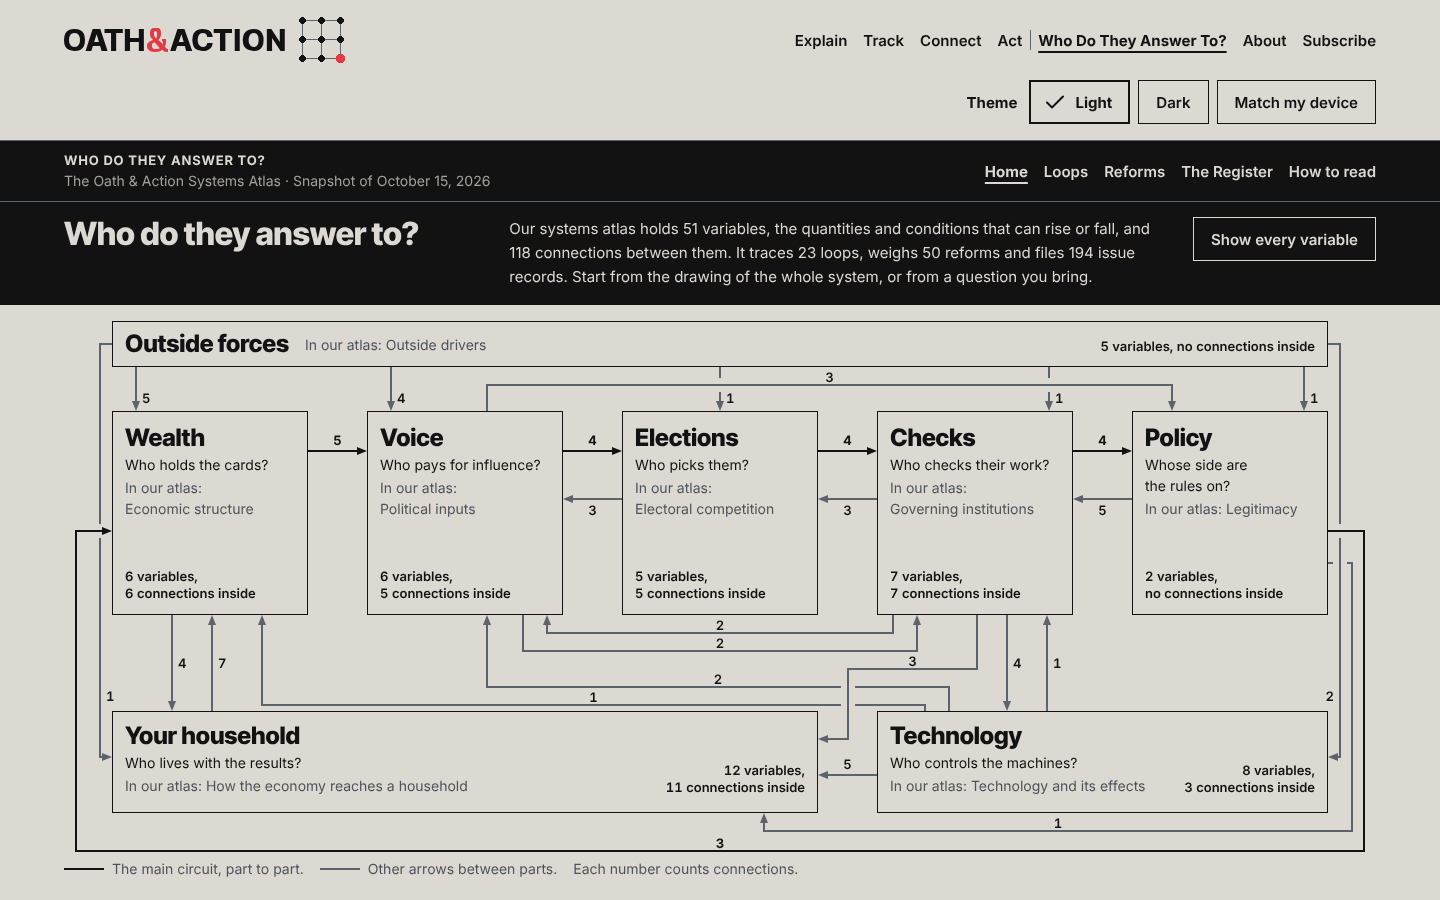 OATH&ACTION
Explain Track Connect Act Who Do They Answer To? About Subscribe
Theme Light Dark Match my device
WHO DO THEY ANSWER TO?
The Oath & Action Systems Atlas · Snapshot of October 15, 2026
Home Loops Reforms The Register How to read
Who do they answer to?
Our systems atlas holds 51 variables, the quantities and conditions that can rise or fall, and
118 connections between them. It traces 23 loops, weighs 50 reforms and files 194 issue
records. Start from the drawing of the whole system, or from a question you bring.
Show every variable
Outside forces In our atlas: Outside drivers
5 variables, no connections inside
3
5 4 1 1 1
Wealth
Who holds the cards?
In our atlas:
Economic structure
6 variables,
6 connections inside
5
Voice
Who pays for influence?
In our atlas:
Political inputs
6 variables,
5 connections inside
4
3
Elections
Who picks them?
In our atlas:
Electoral competition
5 variables,
5 connections inside
4
3
Checks
Who checks their work?
In our atlas:
Governing institutions
7 variables,
7 connections inside
4
5
Policy
Whose side are
the rules on?
In our atlas: Legitimacy
2 variables,
no connections inside
2
2
4 7 3 4 1
2
1 1 2
Your household
Who lives with the results?
In our atlas: How the economy reaches a household
12 variables,
11 connections inside
5
Technology
Who controls the machines?
In our atlas: Technology and its effects
8 variables,
3 connections inside
1
3
The main circuit, part to part. Other arrows between parts. Each number counts connections.